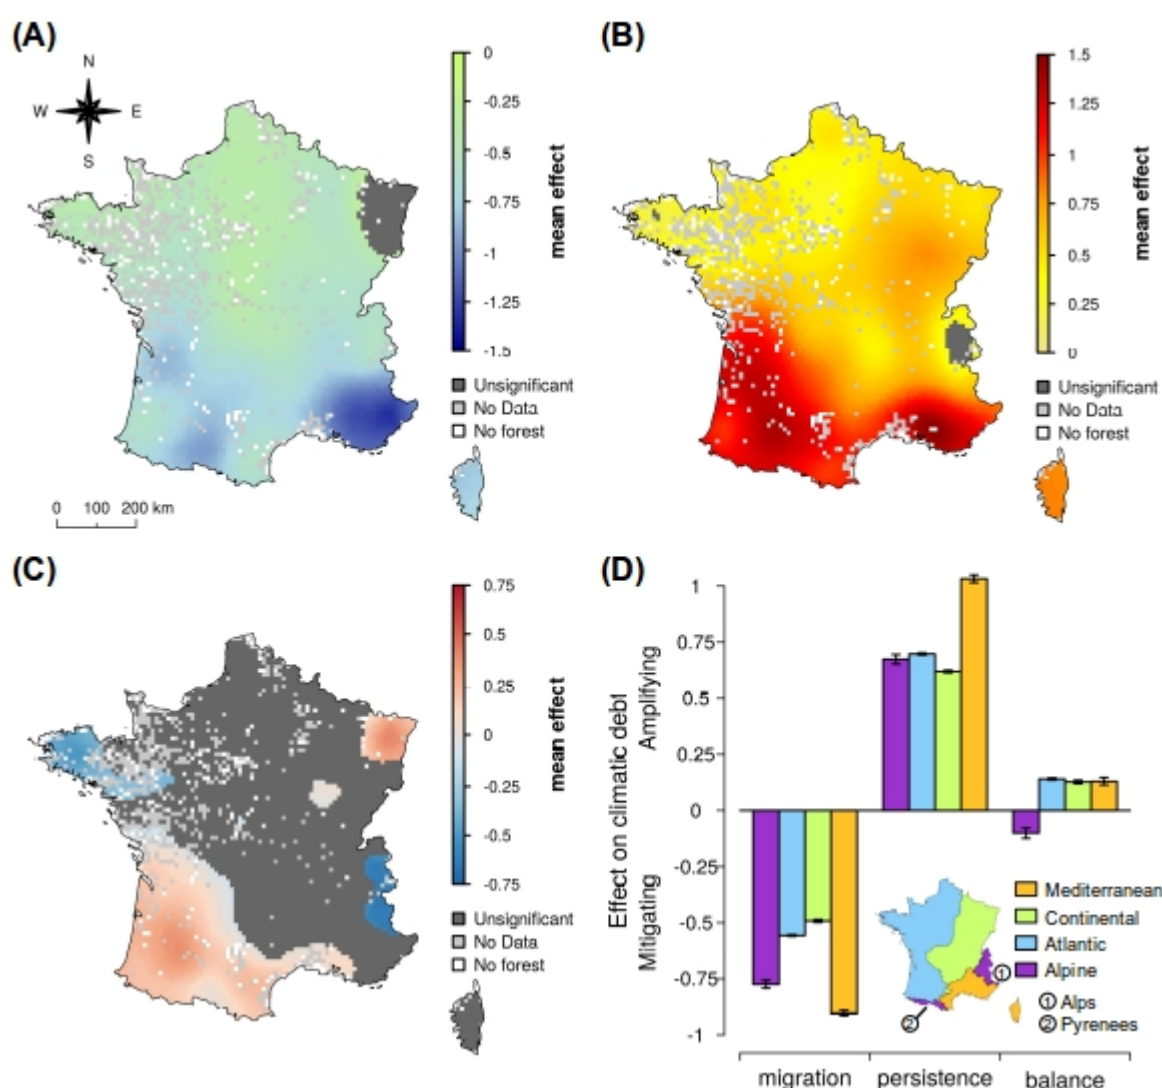 (A)
N
W E
S
0
-0.25
-0.5
-0.75
-1
-1.25
-1.5
mean effect
Unsignificant
No Data
No forest
0 100 200 km
(B)
1.5
1.25
1
0.75
0.5
0.25
0
mean effect
Unsignificant
No Data
No forest
(C)
0.75
0.5
0.25
0
-0.25
-0.5
-0.75
mean effect
Unsignificant
No Data
No forest
(D)
1
0.75
0.5
0.25
0
-0.25
-0.5
-0.75
-1
Effect on climatic debt
Mitigating Amplifying
Mediterranean
Continental
Atlantic
Alpine
1 Alps
2 Pyrenees
1
2
migration persistence balance